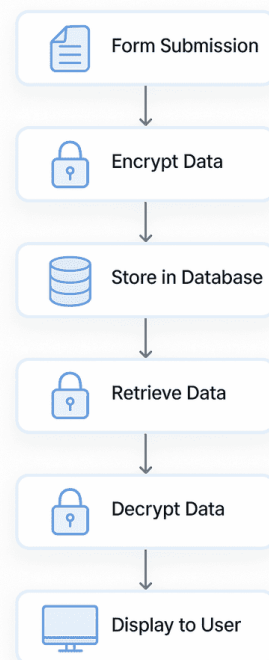 Form Submission
Encrypt Data
Store in Database
Retrieve Data
Decrypt Data
Display to User